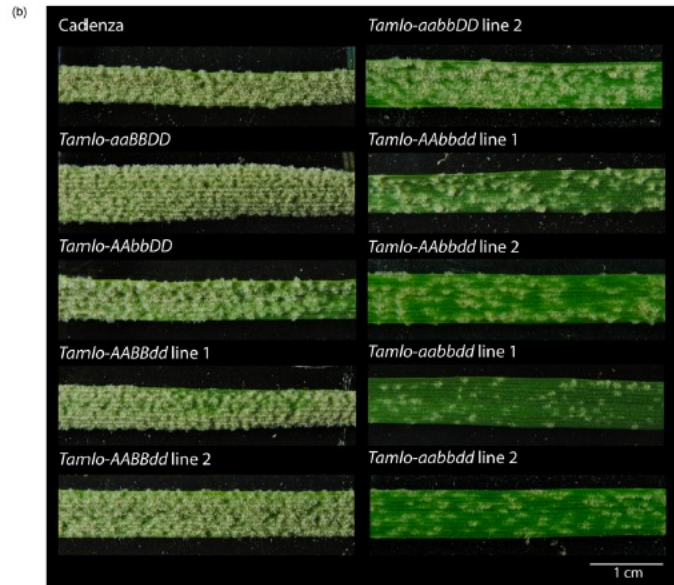 (b)
Cadenza
Tamlo-aaBBDD
Tamlo-AAbbDD
Tamlo-AABBdd line 1
Tamlo-AABBdd line 2
Tamlo-aabbDD line 2
Tamlo-AAbbdd line 1
Tamlo-AAbbdd line 2
Tamlo-aabbdd line 1
Tamlo-aabbdd line 2
1 cm